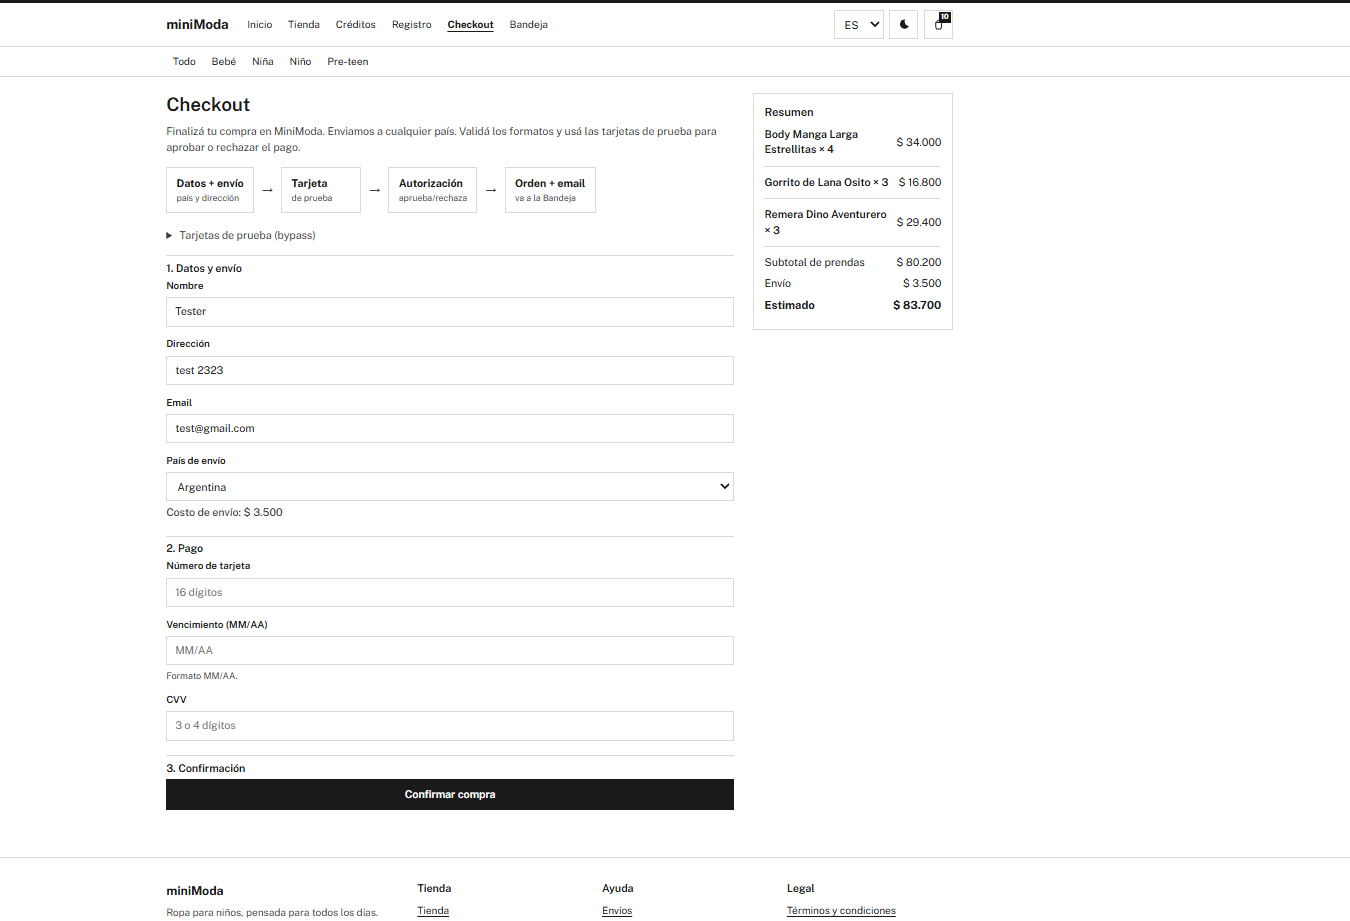 miniModa
Inicio
Tienda
Créditos
Registro
Checkout
Bandeja
ES
10
Todo
Bebé
Niña
Niño
Pre-teen
Checkout
Finalizá tu compra en MiniModa. Enviamos a cualquier país. Validá los formatos y usá las tarjetas de prueba para
aprobar o rechazar el pago.
Datos + envío
país y dirección
→
Tarjeta
de prueba
→
Autorización
aprueba/rechaza
→
Orden + email
va a la Bandeja
Tarjetas de prueba (bypass)
1. Datos y envío
Nombre
Tester
Dirección
test 2323
Email
test@gmail.com
País de envío
Argentina
Costo de envío: $ 3.500
2. Pago
Número de tarjeta
16 dígitos
Vencimiento (MM/AA)
MM/AA
Formato MM/AA.
CVV
3 o 4 dígitos
3. Confirmación
Confirmar compra
Resumen
Body Manga Larga
Estrellitas × 4
$ 34.000
Gorrito de Lana Osito × 3
$ 16.800
Remera Dino Aventurero
× 3
$ 29.400
Subtotal de prendas
$ 80.200
Envío
$ 3.500
Estimado
$ 83.700
miniModa
Ropa para niños, pensada para todos los días.
Tienda
Tienda
Ayuda
Envíos
Legal
Términos y condiciones